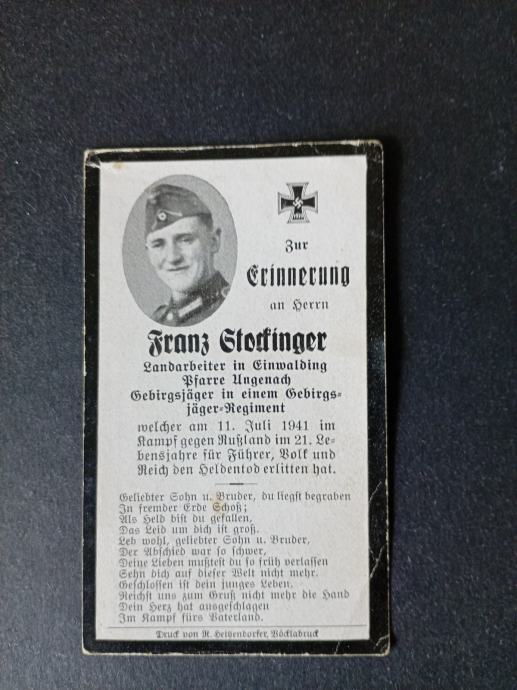 Zur
Erinnerung
an Herrn
Franz Stockinger
Landarbeiter in Einwalding
Pfarre Ungenach
Gebirgsjäger in einem Gebirgs-
jäger-Regiment
welcher am 11. Juli 1941 im
Kampf gegen Rußland im 21. Le-
bensjahre für Führer, Volk und
Reich den Heldentod erlitten hat.
Geliebter Sohn u. Bruder, du liegst begraben
In fremder Erde Schoß;
Als Held bist du gefallen,
Das Leid um dich ist groß.
Leb wohl, geliebter Sohn u. Bruder,
Der Abschied war so schwer,
Deine Lieben mußtest du so früh verlassen
Sehn dich auf dieser Welt nicht mehr.
Geschlossen ist dein junges Leben.
Reichst uns zum Gruß nicht mehr die Hand
Dein Herz hat ausgeschlagen
Im Kampf fürs Vaterland.
Druck von R. Heitzendorfer, Vöcklabruck